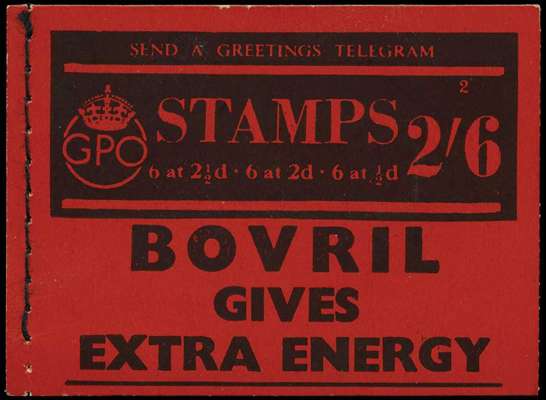 SEND A GREETINGS TELEGRAM
2
GPO
STAMPS 2/6
6 at 2½d · 6 at 2d · 6 at ½d
BOVRIL
GIVES
EXTRA ENERGY